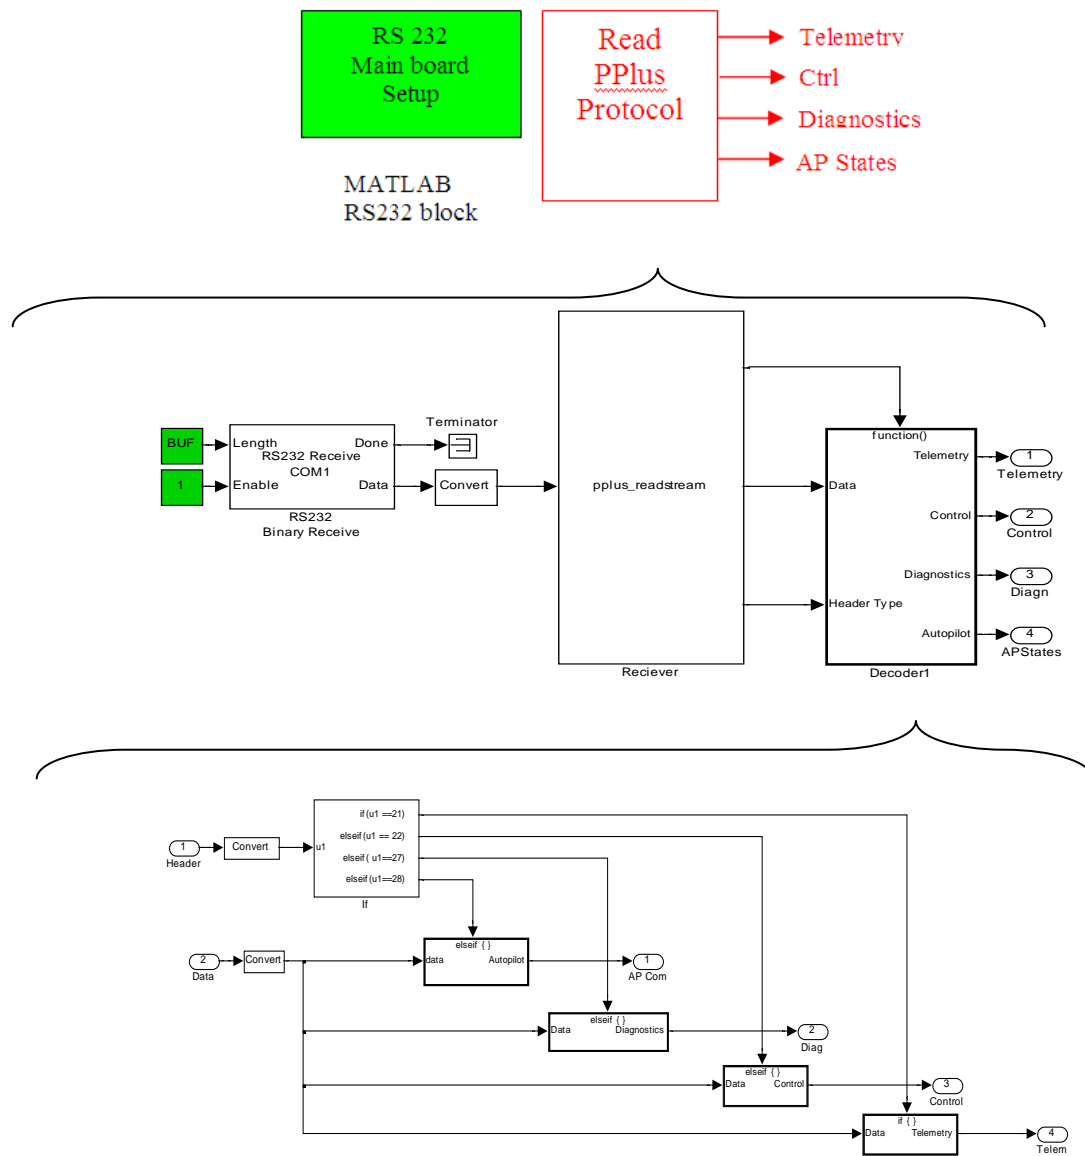 RS 232
Main board
Setup
Read
PPlus
Protocol
Telemetry
Ctrl
Diagnostics
AP States
MATLAB
RS232 block
BUF
1
Length
Done
RS232 Receive
COM1
Enable
Data
RS232
Binary Receive
Terminator
Convert
pplus_readstream
Reciever
function()
Telemetry
Data
Control
Diagnostics
Header Type
Autopilot
Decoder1
1
Telemetry
2
Control
3
Diagn
4
APStates
1
Header
Convert
u1
if(u1 ==21)
elseif(u1 == 22)
elseif( u1==27)
elseif(u1==28)
If
2
Data
Convert
elseif { }
data
Autopilot
1
AP Com
elseif { }
Data
Diagnostics
2
Diag
elseif { }
Data
Control
3
Control
if { }
Data
Telemetry
4
Telem